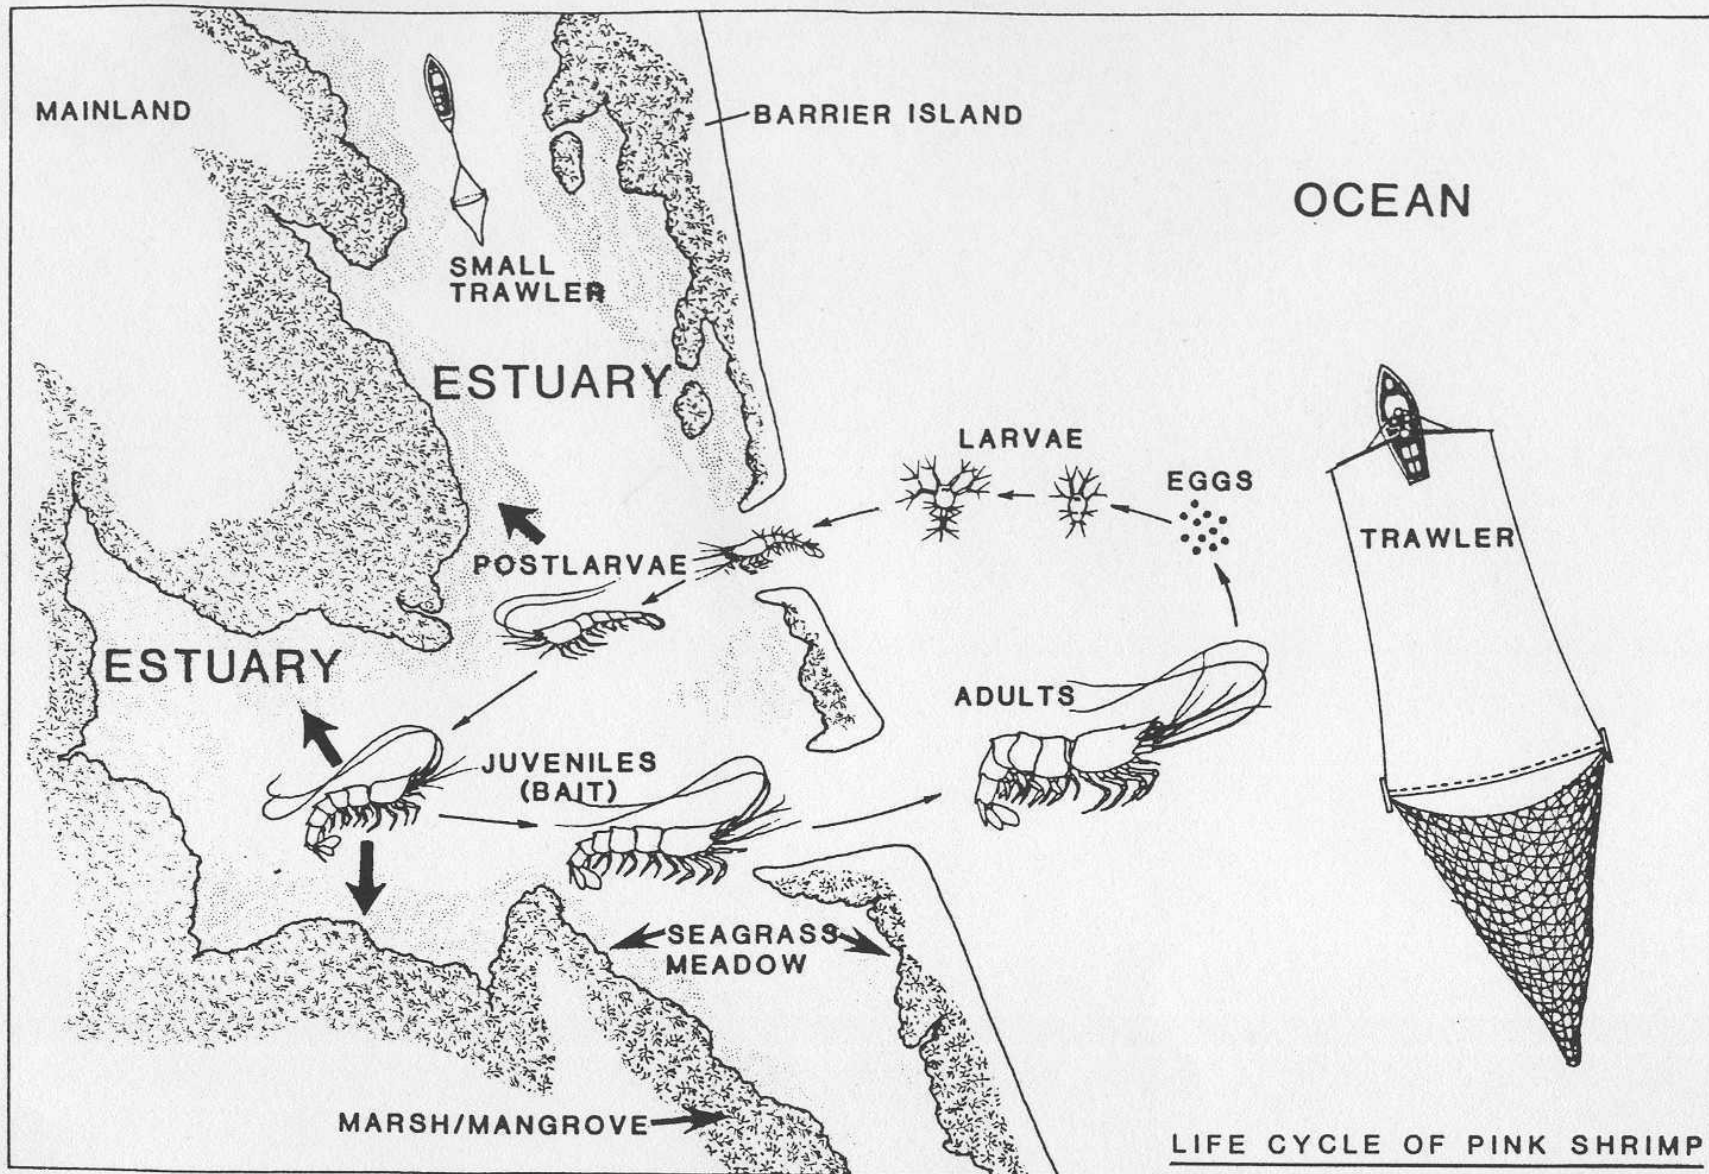 MAINLAND
BARRIER ISLAND
OCEAN
SMALL
TRAWLER
ESTUARY
LARVAE
EGGS
TRAWLER
POSTLARVAE
ESTUARY
ADULTS
JUVENILES
(BAIT)
SEAGRASS
MEADOW
MARSH/MANGROVE
LIFE CYCLE OF PINK SHRIMP